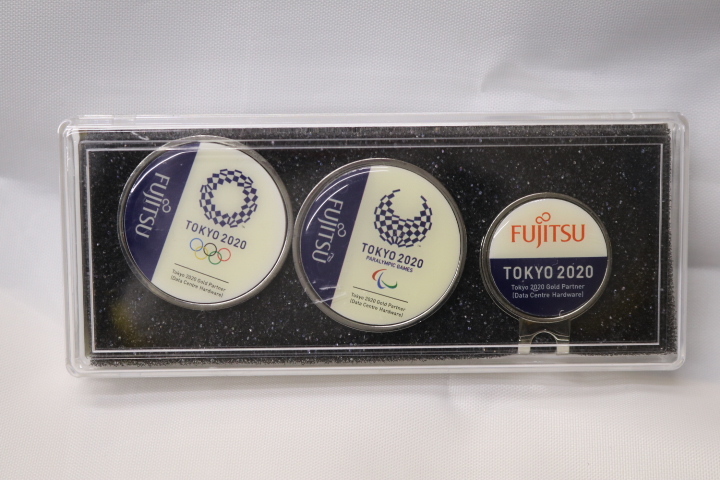 FUJITSU
TOKYO 2020
Tokyo 2020 Gold Partner
(Data Centre Hardware)
FUJITSU
TOKYO 2020
PARALYMPIC GAMES
Tokyo 2020 Gold Partner
(Data Centre Hardware)
FUJITSU
TOKYO 2020
Tokyo 2020 Gold Partner
(Data Centre Hardware)